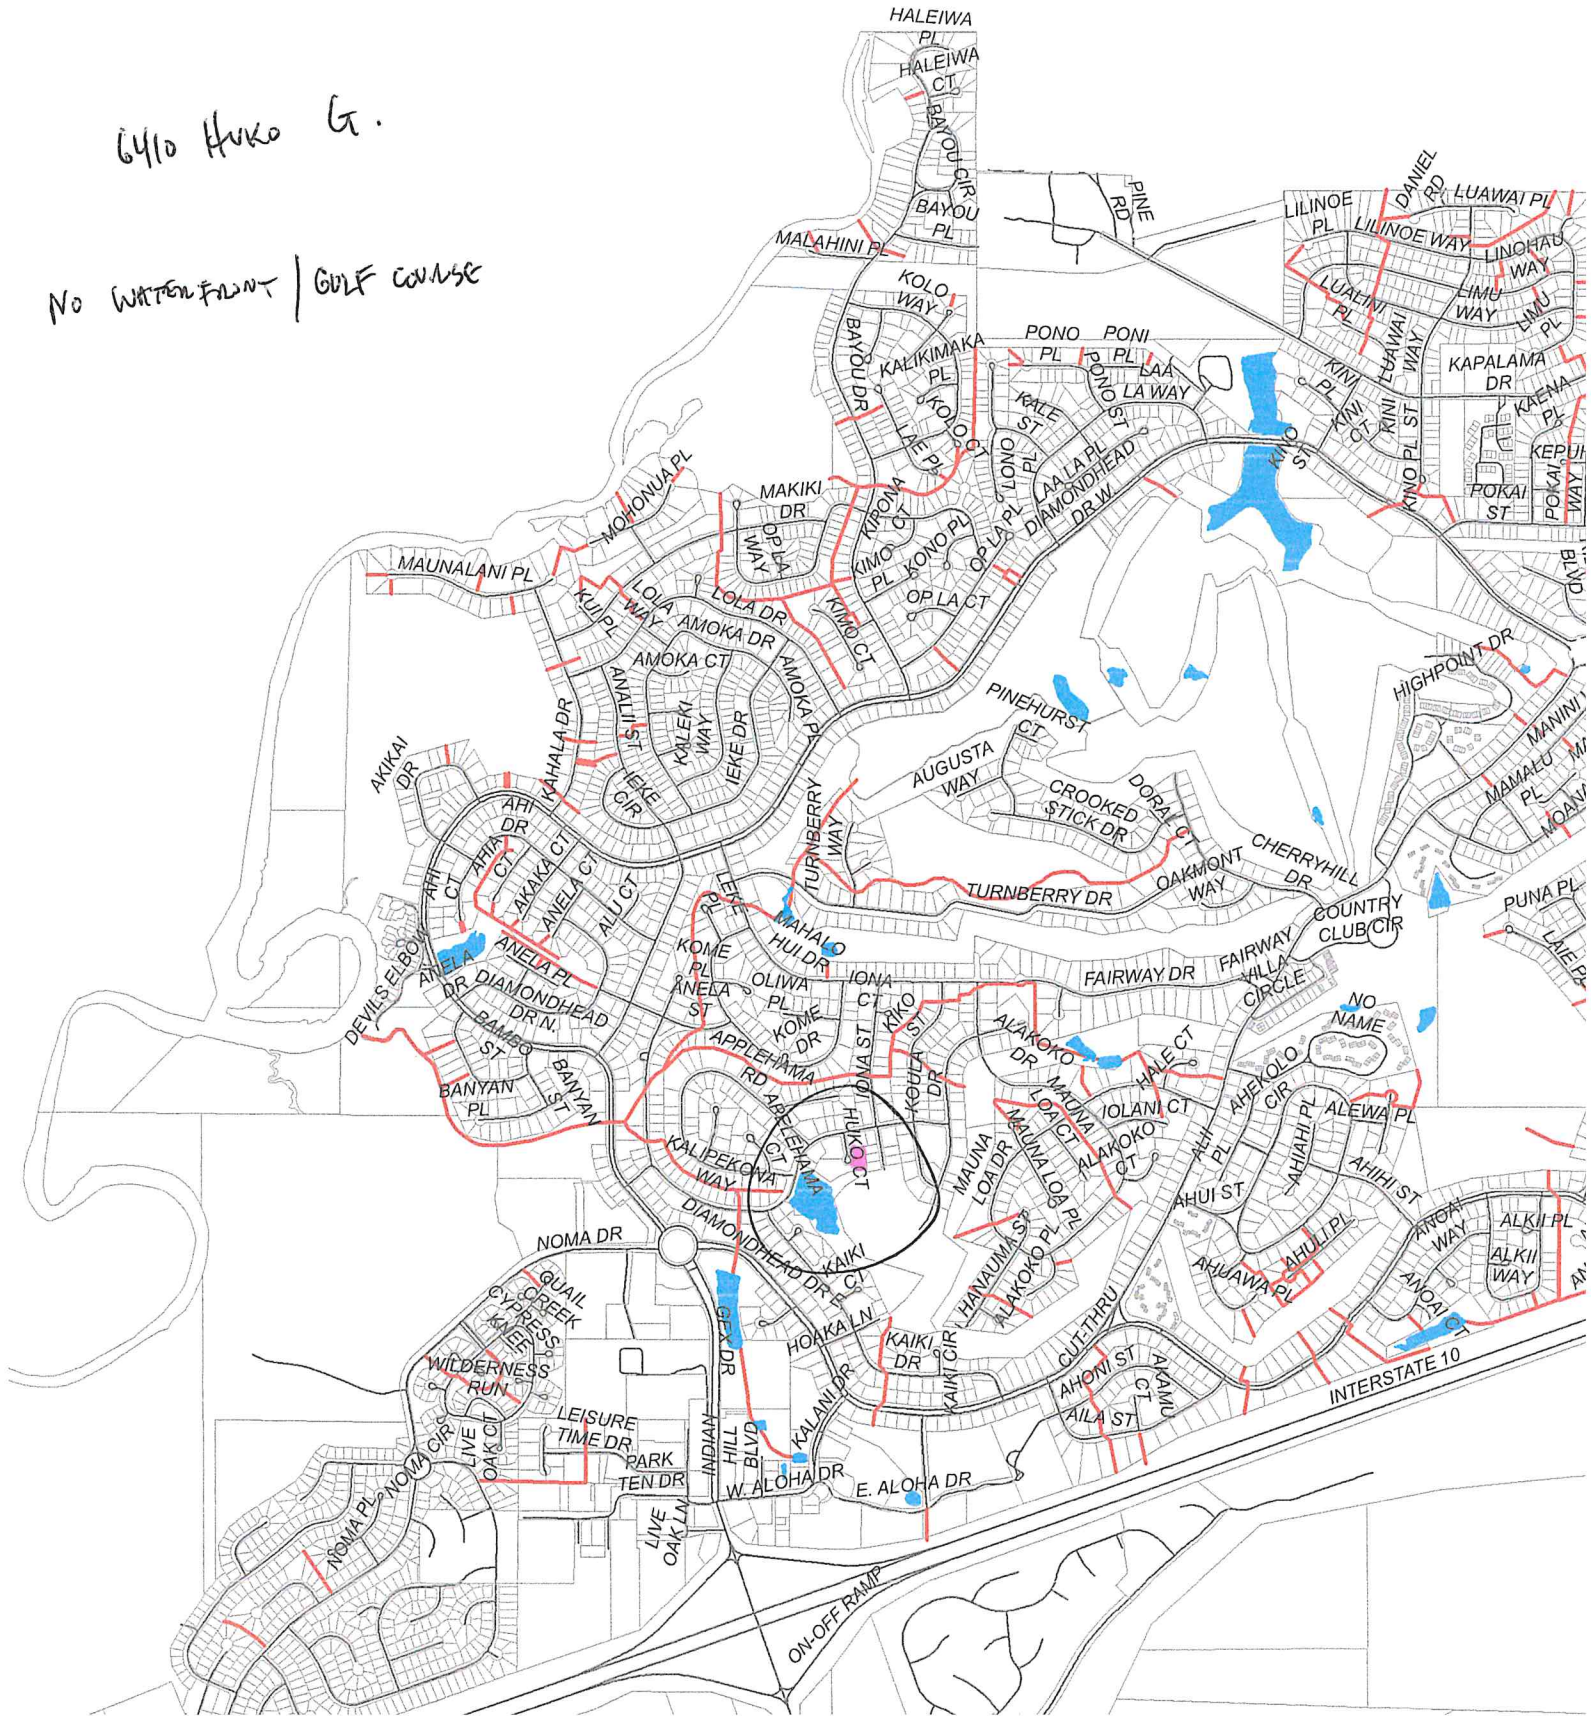 6410 HUKO G.
NO WATERFRONT | GOLF COURSE
HALEIWA
PL
HALEIWA
CT
BAYOU CIR
BAYOU
PL
MALAHINI PL
PINE
RD
DANIEL
RD
LUAWAI PL
LILINOE
PL
LILINOE WAY
LINOHAU
WAY
LUALINI
PL
LIMU
WAY
LIMU
PL
LUAWAI
WAY
KOLO
WAY
BAYOU DR
KALIKIMAKA
PL
KOLO CT
LAE PL
PONO
PL
PONI
PL
PONO ST
LAA
LA WAY
KALE
ST
LONO
PL
LAA LA PL
DIAMONDHEAD
DR W.
KINI
PL
KINI
CT
KINI
KINO PL ST
KINO
ST
KAPALAMA
DR
KAENA
PL
KEPUH
WAY
POKAI
ST
POKAI
BLVD
MOHONUA PL
MAKIKI
DR
OP LA
WAY
KIPONA
CT
KIMO
PL
KONO PL
OP LA PL
OP LA CT
KIMO CT
MAUNALANI PL
KUI PL
LOLA
WAY
LOLA DR
AMOKA DR
AMOKA CT
AMOKA PL
ANALII ST
KALEKI
WAY
IEKE DR
IEKE
CIR
KAHALA DR
AKIKAI
DR
PINEHURST
CT
HIGHPOINT DR
MANINI
MAMALU
PL
MOANA
AUGUSTA
WAY
CROOKED
STICK DR
DORAL CT
TURNBERRY
WAY
TURNBERRY DR
OAKMONT
WAY
CHERRYHILL
DR
COUNTRY
CLUB CIR
PUNA PL
LAIE PL
AHI
DR
AHIA
CT
AHI
CT
AKAKA CT
ANELA CT
ALU CT
ANELA PL
ANELA
DR
DEVILS ELBOW
DIAMONDHEAD
DR N.
BAMBO
ST
BANYAN
ST
BANYAN
BANYAN
PL
LEKE
PL
MAHALO
HUI DR
KOME
PL
ANELA
ST
OLIWA
PL
KOME
DR
IONA
CT
IONA ST
KIKO
ST
KOULA
DR
FAIRWAY DR
FAIRWAY
VILLA
CIRCLE
NO
NAME
APPLEHAMA
RD
APPLEHAMA
CT
HUKO CT
KALIPEKONA
WAY
ALAKOKO
DR
HALE CT
IOLANI CT
MAUNA
LOA CT
MAUNA LOA PL
MAUNA
LOA DR
ALAKOKO
CT
ALAKOKO PL
HANAUMA ST
AHEKOLO
CIR
ALEWA PL
ALII
PL
AHIAHI PL
AHIHI ST
AHUI ST
AHULI PL
AHUAWA PL
ANOAI
WAY
ANOAI CT
ALKII PL
ALKII
WAY
AN
DIAMONDHEAD DR E
KAIKI
CT
NOMA DR
QUAIL
CREEK
CYPRESS
KNEE
WILDERNESS
RUN
GEX DR
HOAKA LN
KAIKI
DR
KAIKI CIR
CUT-THRU
AHONI ST
AKAMU
CT
AILA ST
INTERSTATE 10
KALANI DR
LEISURE
TIME DR
PARK
TEN DR
INDIAN
HILL
BLVD
W. ALOHA DR
E. ALOHA DR
NOMA CIR
LIVE
OAK CT
NOMA PL
LIVE
OAK LN
ON-OFF RAMP